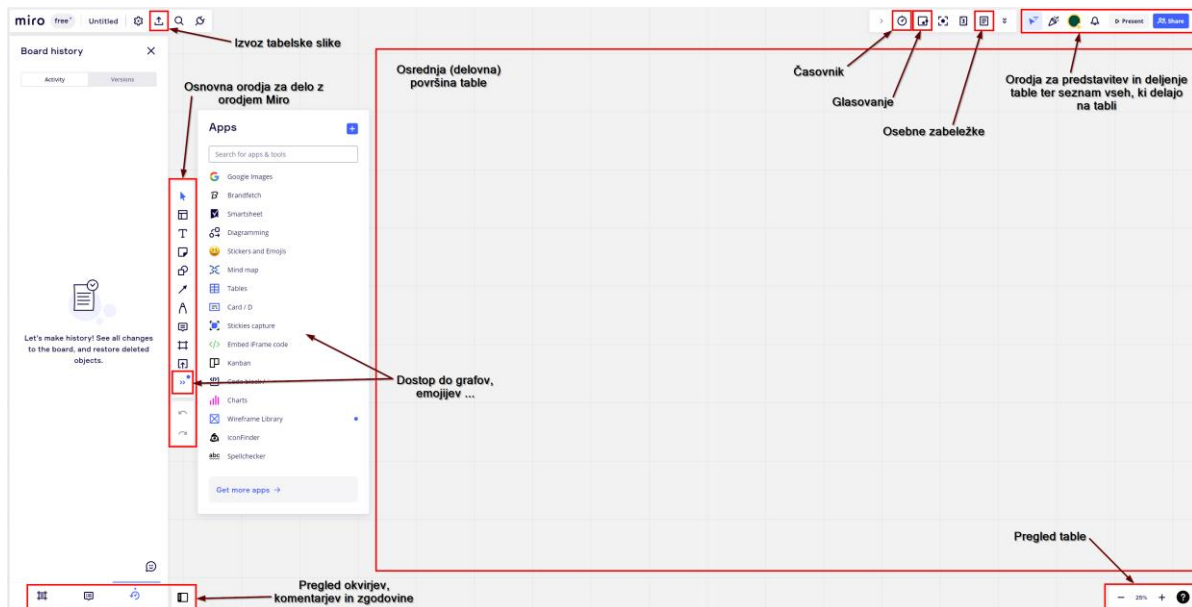 miro free Untitled
Present
Share
Board history
Activity
Versions
Izvoz tabelske slike
Osnovna orodja za delo z
orodjem Miro
Osrednja (delovna)
površina table
Časovnik
Glasovanje
Osebne zabeležke
Orodja za predstavitev in deljenje
table ter seznam vseh, ki delajo
na tabli
Apps
Search for apps & tools
Google Images
Brandfetch
Smartsheet
Diagramming
Stickers and Emojis
Mind map
Tables
Card / D
Stickies capture
Embed iFrame code
Kanban
Charts
Wireframe Library
IconFinder
abc Spellchecker
Get more apps →
Let's make history! See all changes
to the board, and restore deleted
objects.
Dostop do grafov,
emojijev ...
Pregled table
Pregled okvirjev,
komentarjev in zgodovine
− 25% + ?